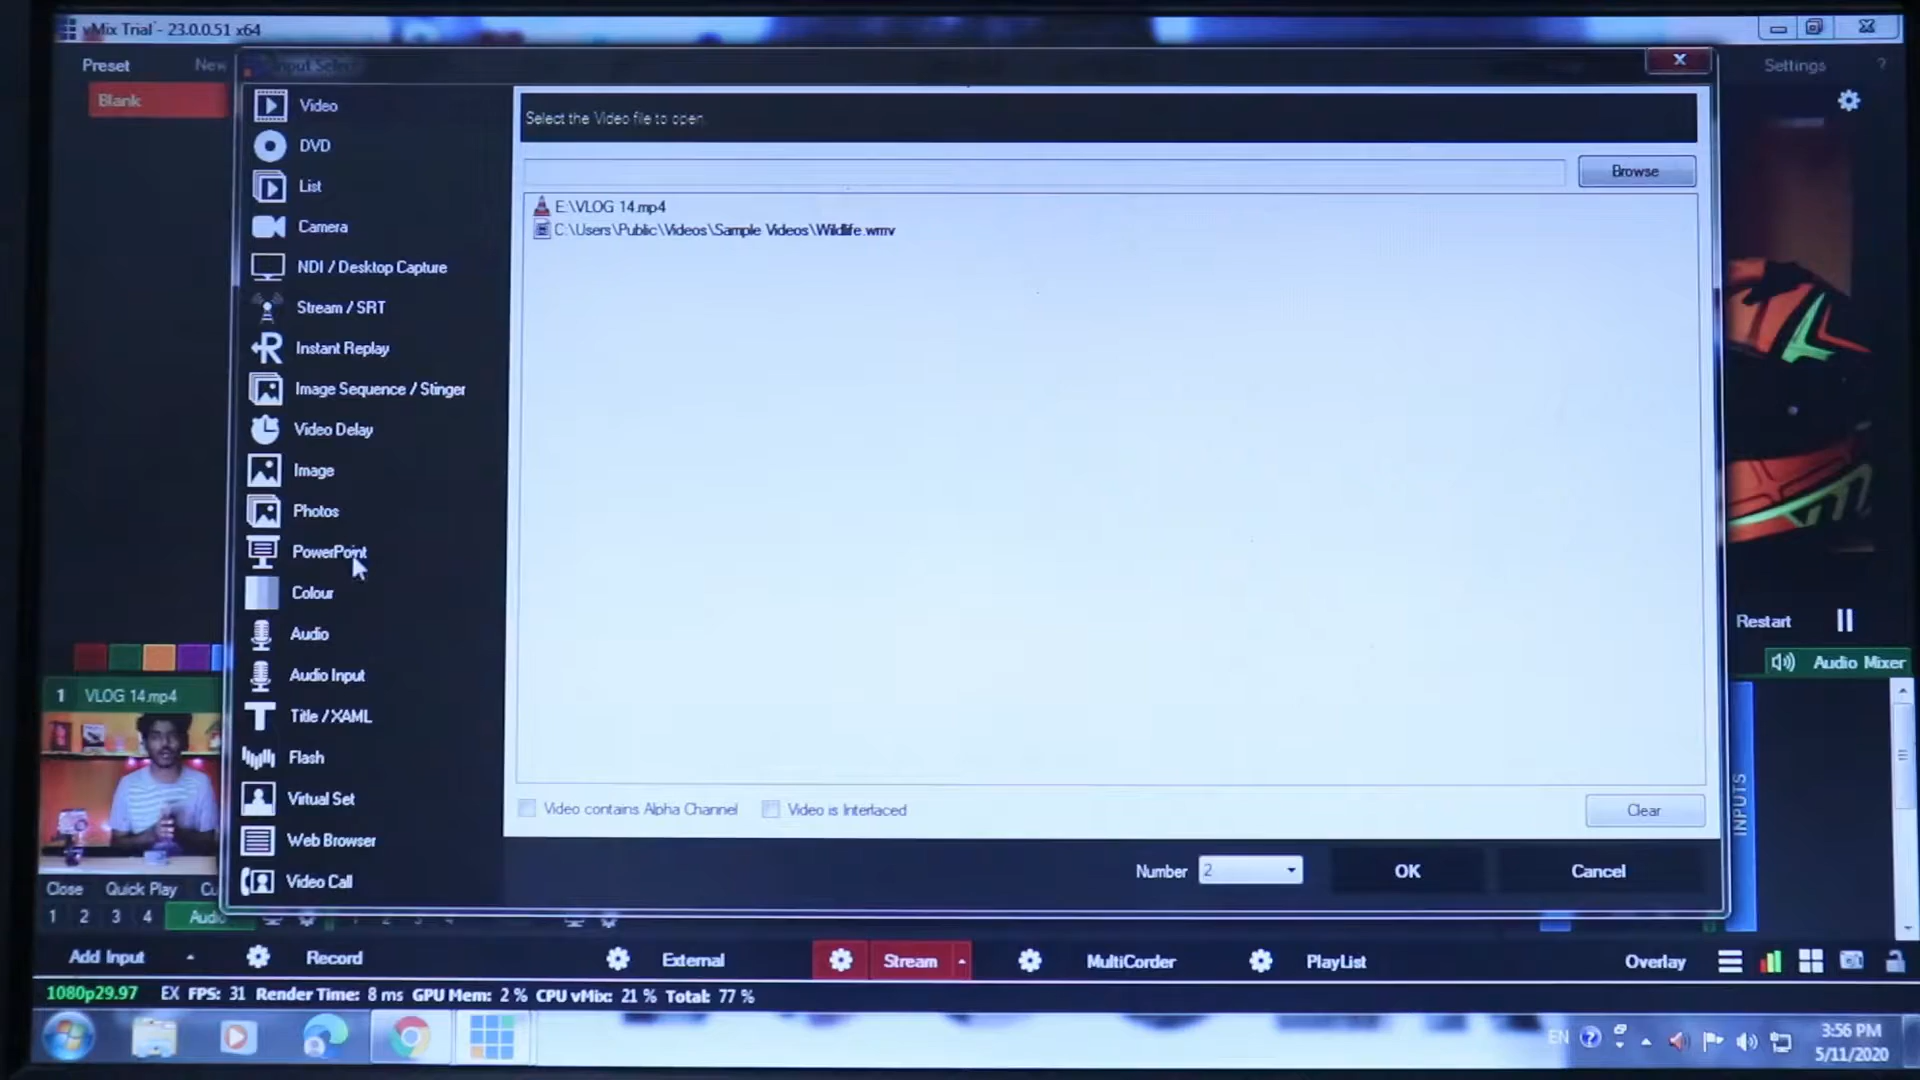 vMix Trial - 23.0.0.51 x64
Preset
New
Settings
?
Blank
Input Select
Video
DVD
List
Camera
NDI / Desktop Capture
Stream / SRT
Instant Replay
Image Sequence / Stinger
Video Delay
Image
Photos
PowerPoint
Colour
Audio
Audio Input
Title / XAML
Flash
Virtual Set
Web Browser
Video Call
Select the Video file to open
Browse
E:\VLOG 14.mp4
C:\Users\Public\Videos\Sample Videos\Wildlife.wmv
Video contains Alpha Channel
Video is Interlaced
Clear
Number
2
OK
Cancel
Restart
Audio Mixer
INPUTS
1 VLOG 14.mp4
Close Quick Play
1 2 3 4 Audio
Add Input
Record
External
Stream
MultiCorder
PlayList
Overlay
1080p29.97 EX FPS: 31 Render Time: 8 ms GPU Mem: 2 % CPU vMix: 21 % Total: 77 %
EN
3:56 PM
5/11/2020